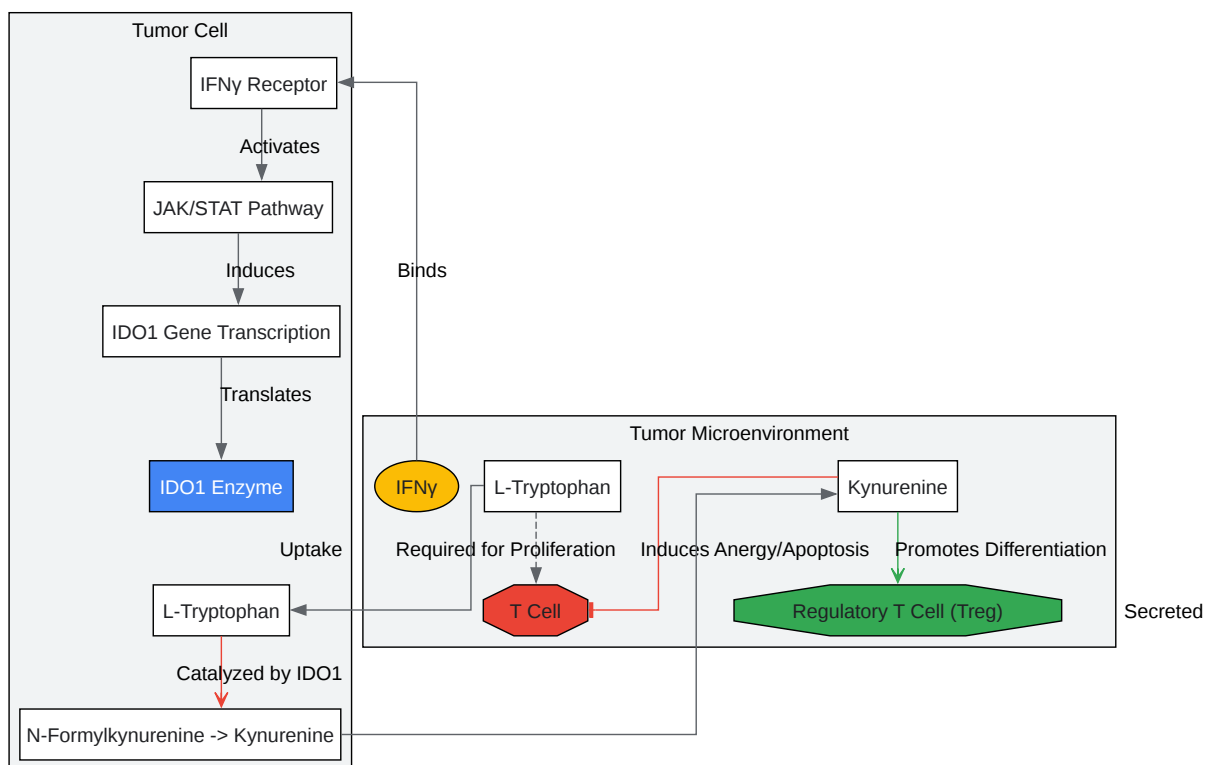 Tumor Cell
IFNγ Receptor
Activates
JAK/STAT Pathway
Induces
Binds
IDO1 Gene Transcription
Translates
Tumor Microenvironment
IDO1 Enzyme
IFNγ
L-Tryptophan
Kynurenine
Uptake
Required for Proliferation
Induces Anergy/Apoptosis
Promotes Differentiation
L-Tryptophan
T Cell
Regulatory T Cell (Treg)
Secreted
Catalyzed by IDO1
N-Formylkynurenine -> Kynurenine